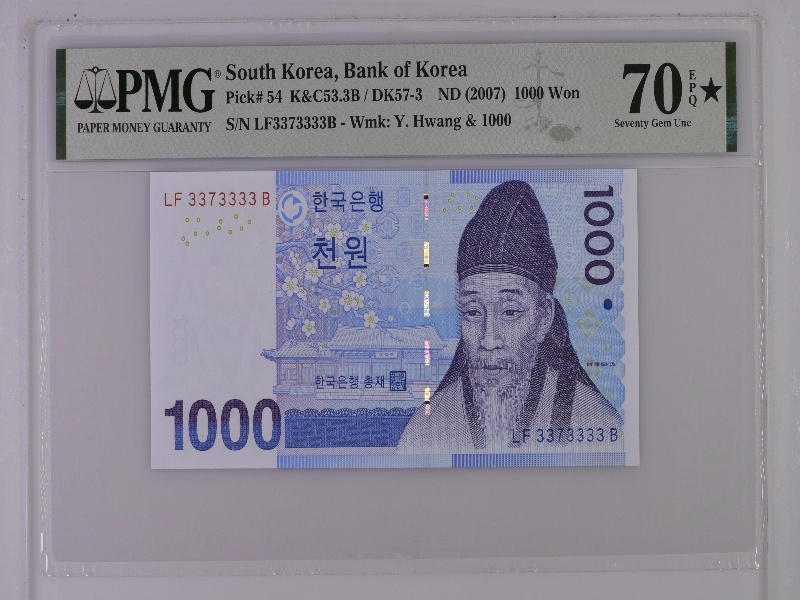 PMG®
PAPER MONEY GUARANTY
South Korea, Bank of Korea
Pick# 54 K&C53.3B / DK57-3 ND (2007) 1000 Won
S/N LF3373333B - Wmk: Y. Hwang & 1000
70 EPQ ★
Seventy Gem Unc
LF 3373333 B
한국은행
천원
1000
한국은행 총재
1000
LF 3373333 B